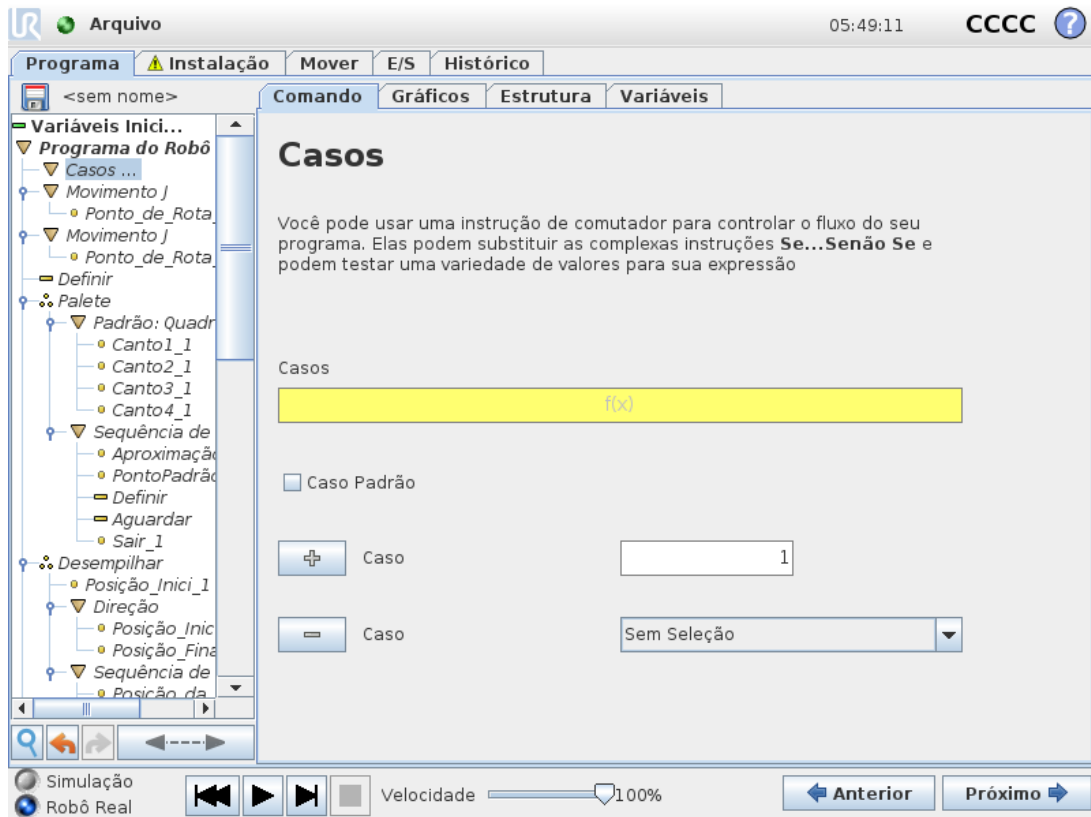 UR
Arquivo
05:49:11
CCCC
?
Programa
Instalação
Mover
E/S
Histórico
<sem nome>
Comando
Gráficos
Estrutura
Variáveis
Variáveis Inici...
Programa do Robô
Casos ...
Movimento J
Ponto_de_Rota_
Movimento J
Ponto_de_Rota_
Definir
Palete
Padrão: Quadr
Canto1_1
Canto2_1
Canto3_1
Canto4_1
Sequência de
Aproximação
PontoPadrão
Definir
Aguardar
Sair_1
Desempilhar
Posição_Inici_1
Direção
Posição_Inic
Posição_Fina
Sequência de
Posição_da_
Casos
Você pode usar uma instrução de comutador para controlar o fluxo do seu
programa. Elas podem substituir as complexas instruções Se...Senão Se e
podem testar uma variedade de valores para sua expressão
Casos
f(x)
Caso Padrão
Caso
1
Caso
Sem Seleção
Simulação
Robô Real
Velocidade
100%
Anterior
Próximo